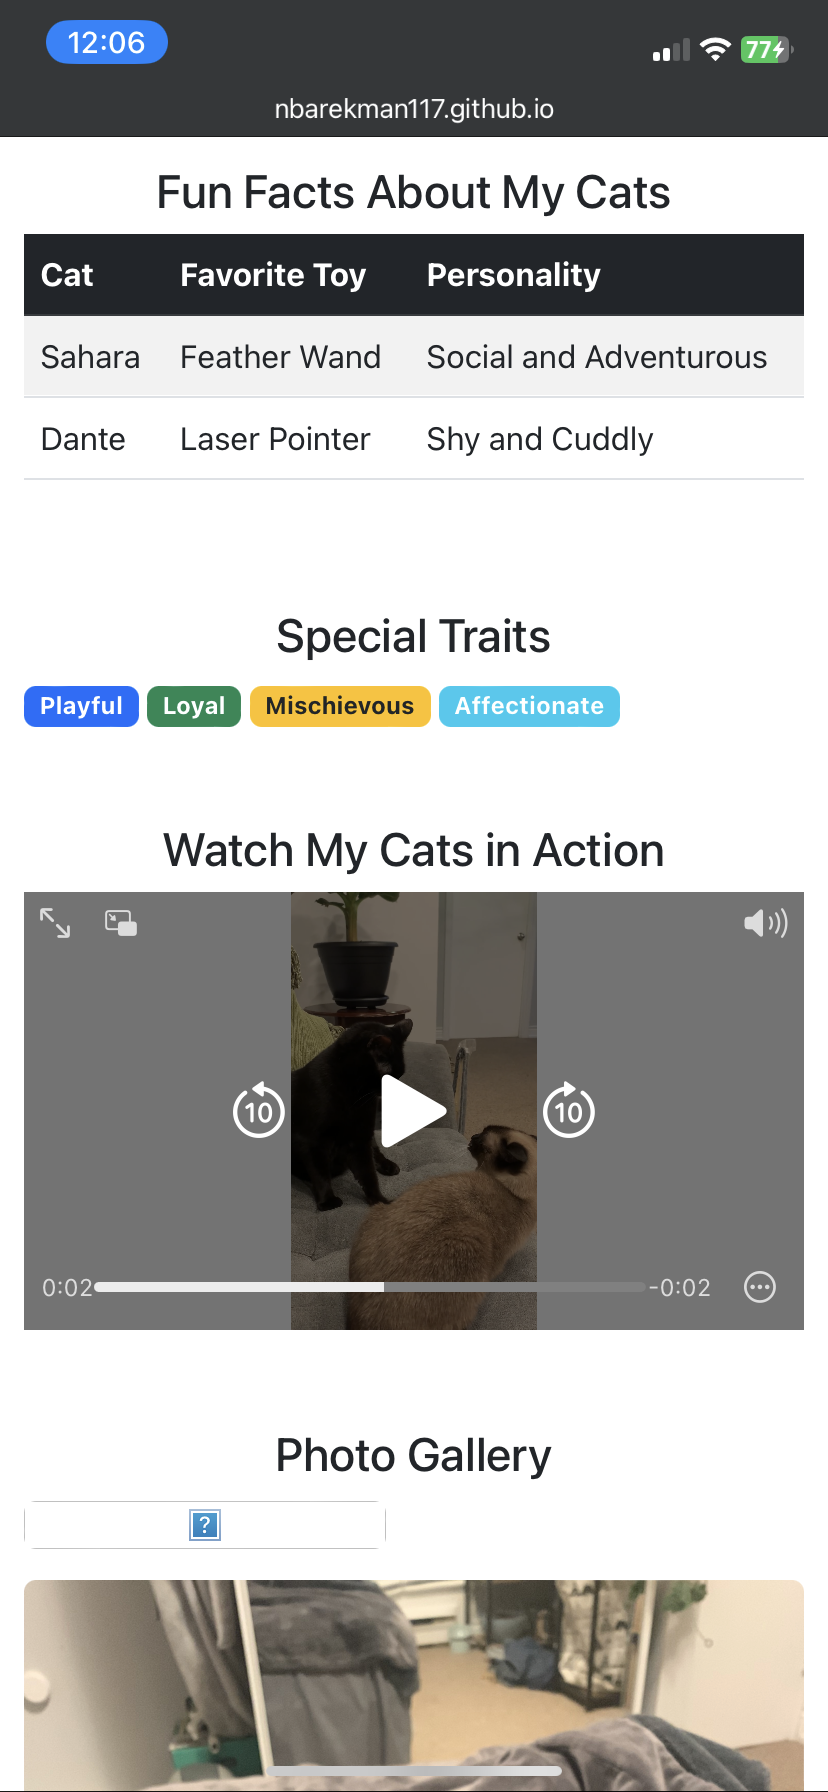 12:06
77
nbarekman117.github.io
Fun Facts About My Cats
Cat Favorite Toy Personality
Sahara Feather Wand Social and Adventurous
Dante Laser Pointer Shy and Cuddly
Special Traits
Playful Loyal Mischievous Affectionate
Watch My Cats in Action
10 10
0:02 -0:02
Photo Gallery
?